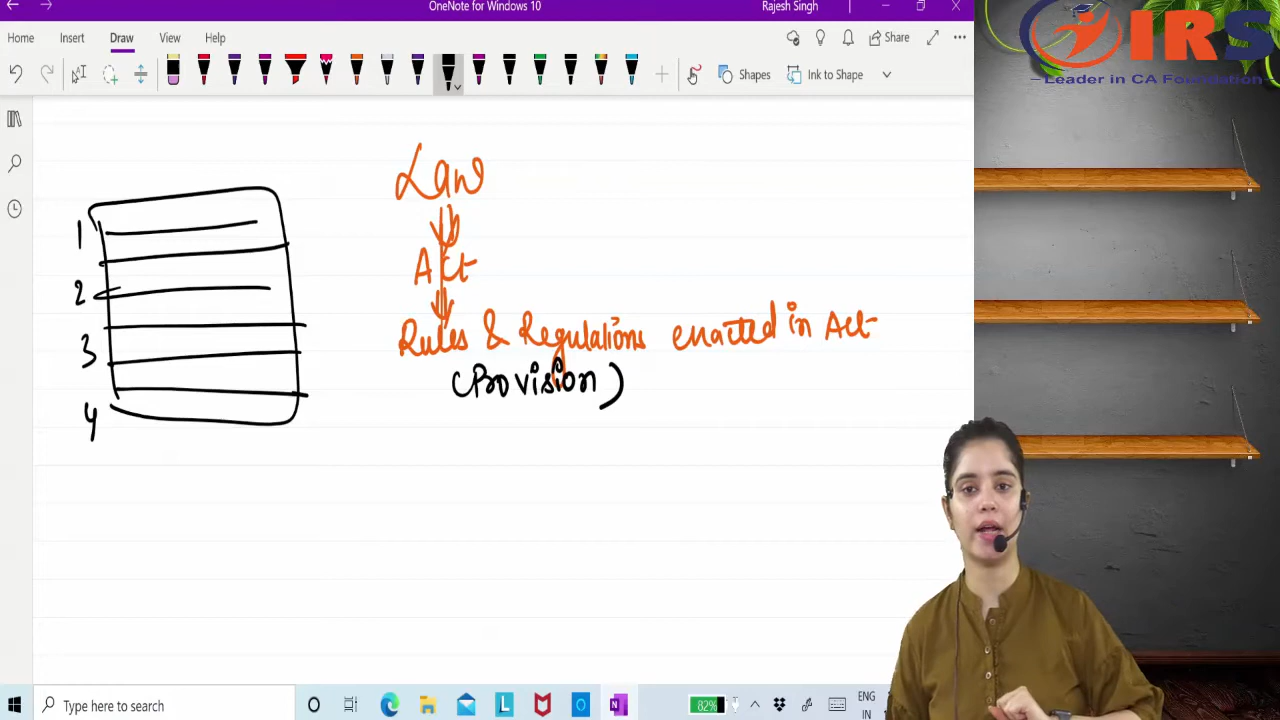 OneNote for Windows 10
Rajesh Singh
Home Insert Draw View Help
Share
Shapes
Ink to Shape
IRS
Leader in CA Foundation
Law
Act
Rules & Regulations enacted in Act
(Provision)
1
2
3
4
Type here to search
82%
ENG
IN